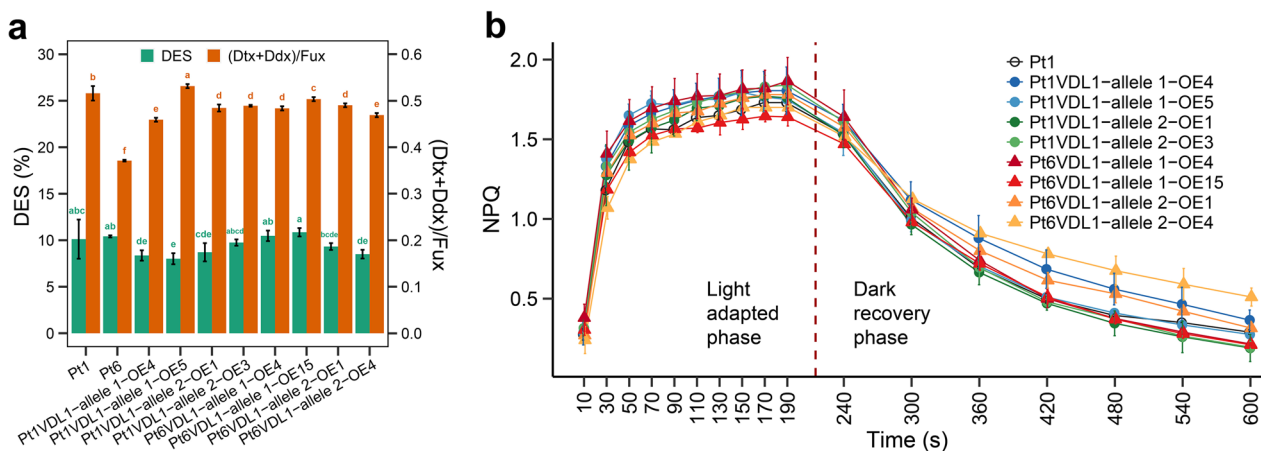 a
DES
(Dtx+Ddx)/Fux
DES (%)
30
25
20
15
10
5
0
(Dtx+Ddx)/Fux
0.6
0.5
0.4
0.3
0.2
0.1
0.0
b
f
e
a
d
d
d
c
d
e
abc
ab
de
e
cde
abcd
ab
a
bcde
de
Pt1
Pt6
Pt1VDL1−allele 1−OE4
Pt1VDL1−allele 1−OE5
Pt1VDL1−allele 2−OE1
Pt1VDL1−allele 2−OE3
Pt6VDL1−allele 1−OE4
Pt6VDL1−allele 1−OE15
Pt6VDL1−allele 2−OE1
Pt6VDL1−allele 2−OE4
b
NPQ
2.0
1.5
1.0
0.5
Pt1
Pt1VDL1−allele 1−OE4
Pt1VDL1−allele 1−OE5
Pt1VDL1−allele 2−OE1
Pt1VDL1−allele 2−OE3
Pt6VDL1−allele 1−OE4
Pt6VDL1−allele 1−OE15
Pt6VDL1−allele 2−OE1
Pt6VDL1−allele 2−OE4
Light
adapted
phase
Dark
recovery
phase
10
30
50
70
90
110
130
150
170
190
240
300
360
420
480
540
600
Time (s)